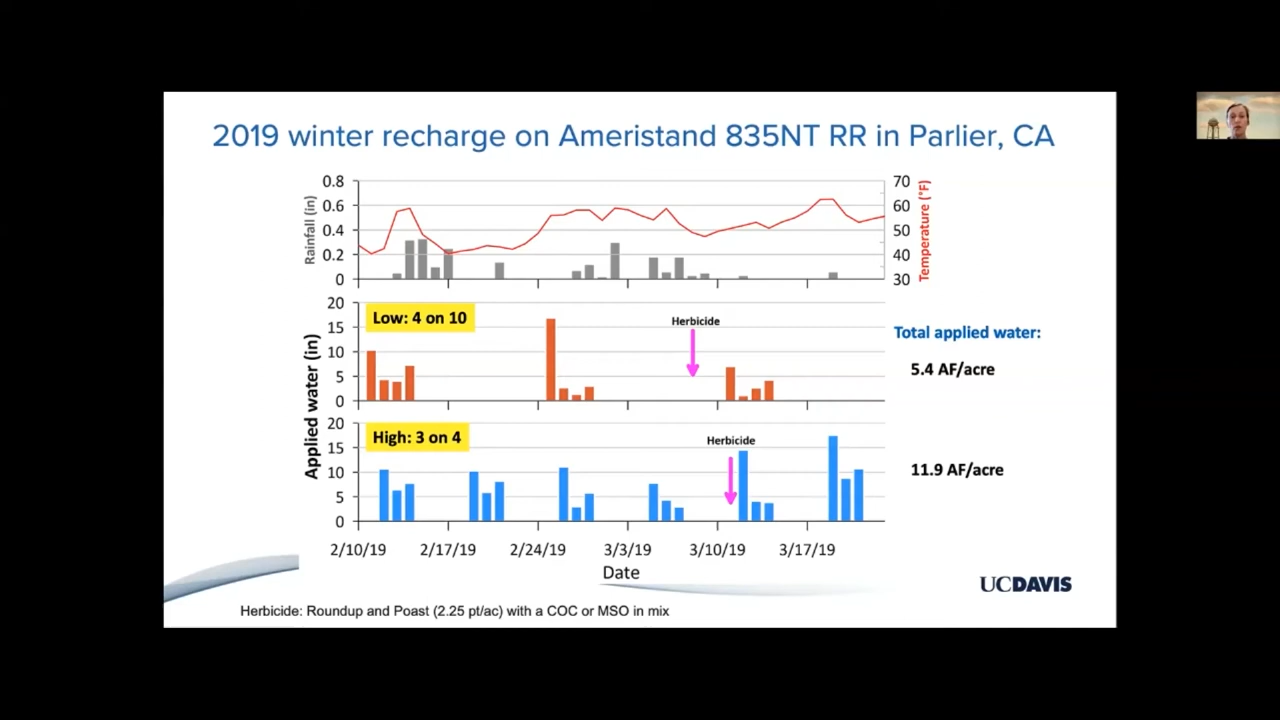 2019 winter recharge on Ameristand 835NT RR in Parlier, CA
0.8
0.6
0.4
0.2
0
Rainfall (in)
70
60
50
40
30
Temperature (°F)
20
15
10
5
0
Low: 4 on 10
Herbicide
Applied water (in)
Total applied water:
5.4 AF/acre
20
15
10
5
0
High: 3 on 4
Herbicide
11.9 AF/acre
2/10/19 2/17/19 2/24/19 3/3/19 3/10/19 3/17/19
Date
UCDAVIS
Herbicide: Roundup and Poast (2.25 pt/ac) with a COC or MSO in mix